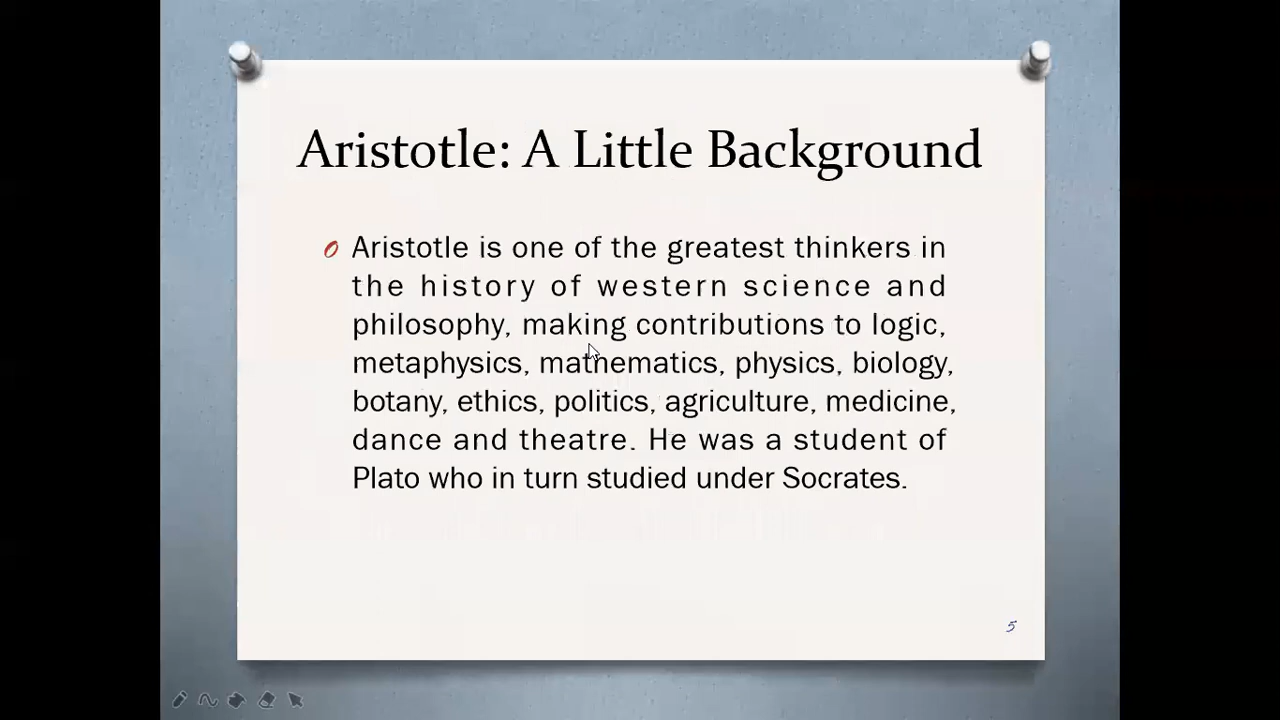 Aristotle: A Little Background
Aristotle is one of the greatest thinkers in
the history of western science and
philosophy, making contributions to logic,
metaphysics, mathematics, physics, biology,
botany, ethics, politics, agriculture, medicine,
dance and theatre. He was a student of
Plato who in turn studied under Socrates.
5